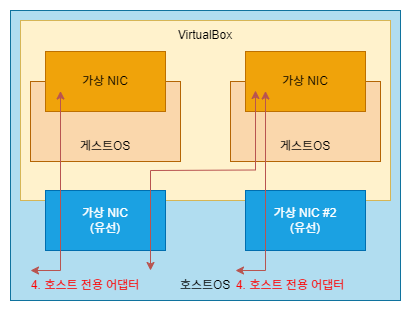 VirtualBox
가상 NIC
가상 NIC
게스트OS
게스트OS
가상 NIC
(유선)
가상 NIC #2
(유선)
4. 호스트 전용 어댑터
호스트OS
4. 호스트 전용 어댑터